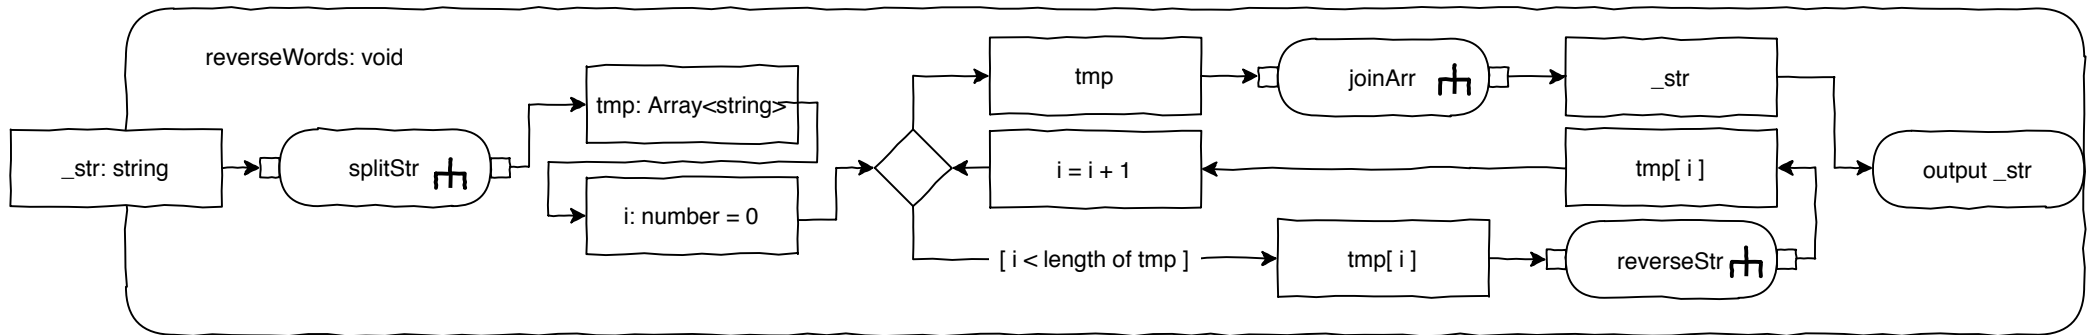 reverseWords: void
_str: string
splitStr
tmp: Array<string>
i: number = 0
tmp
joinArr
_str
i = i + 1
tmp[ i ]
output _str
[ i < length of tmp ]
tmp[ i ]
reverseStr